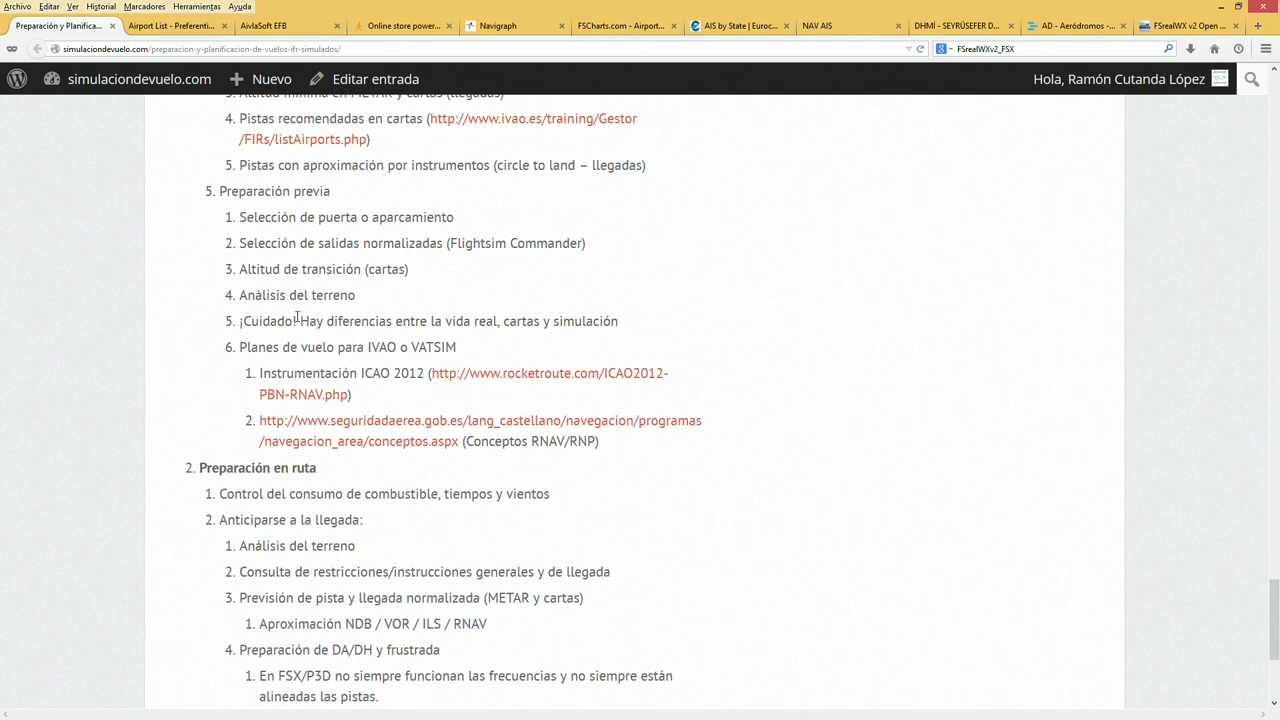 Archivo Editar Ver Historial Marcadores Herramientas Ayuda
Preparación y Planifica... Airport List - Preferenti... AivlaSoft EFB Online store power... Navigraph FSCharts.com - Airport... AIS by State | Euroc... NAV AIS DHMİ - SEYRÜSEFER D... AD - Aeródromos -... FSrealWX v2 Open ...
simulaciondevuelo.com/preparacion-y-planificacion-de-vuelos-ifr-simulados/ FSrealWXv2_FSX
simulaciondevuelo.com Nuevo Editar entrada Hola, Ramón Cutanda López
3. Altitud mínima en METAR y cartas (llegadas)
4. Pistas recomendadas en cartas (http://www.ivao.es/training/Gestor
/FIRs/listAirports.php)
5. Pistas con aproximación por instrumentos (circle to land – llegadas)
5. Preparación previa
1. Selección de puerta o aparcamiento
2. Selección de salidas normalizadas (Flightsim Commander)
3. Altitud de transición (cartas)
4. Análisis del terreno
5. ¡Cuidado! Hay diferencias entre la vida real, cartas y simulación
6. Planes de vuelo para IVAO o VATSIM
1. Instrumentación ICAO 2012 (http://www.rocketroute.com/ICAO2012-
PBN-RNAV.php)
2. http://www.seguridadaerea.gob.es/lang_castellano/navegacion/programas
/navegacion_area/conceptos.aspx (Conceptos RNAV/RNP)
2. Preparación en ruta
1. Control del consumo de combustible, tiempos y vientos
2. Anticiparse a la llegada:
1. Análisis del terreno
2. Consulta de restricciones/instrucciones generales y de llegada
3. Previsión de pista y llegada normalizada (METAR y cartas)
1. Aproximación NDB / VOR / ILS / RNAV
4. Preparación de DA/DH y frustrada
1. En FSX/P3D no siempre funcionan las frecuencias y no siempre están
alineadas las pistas.